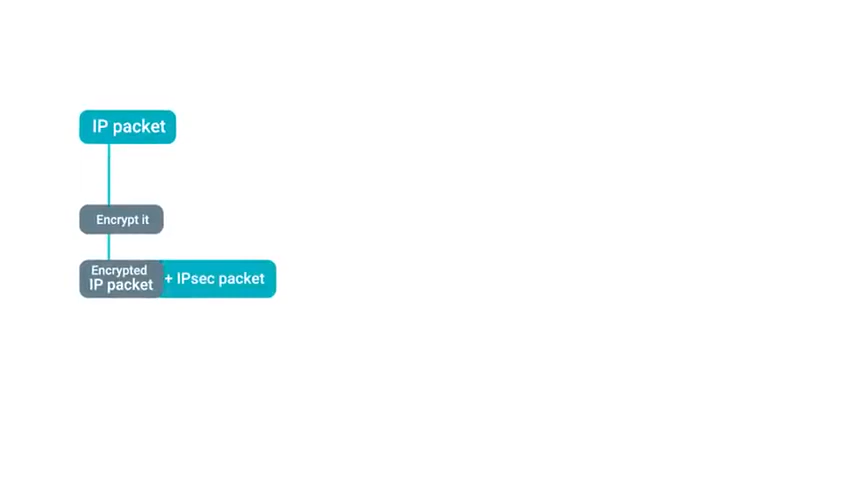 IP packet
Encrypt it
Encrypted
IP packet
+ IPsec packet